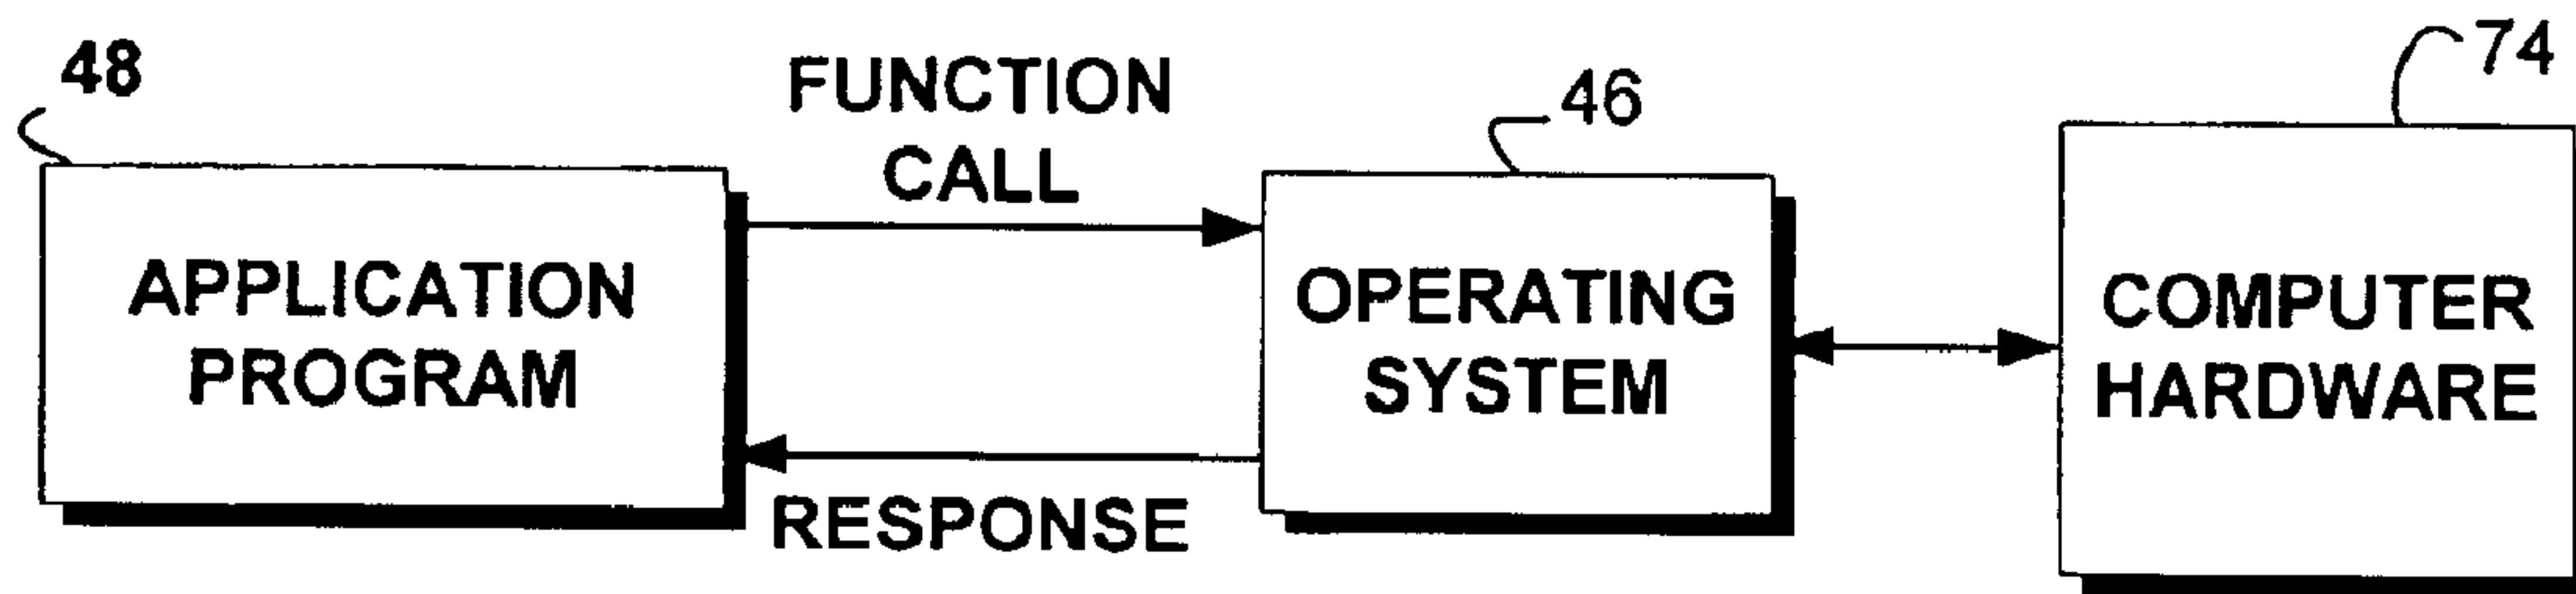 48
FUNCTION
CALL
46
74
APPLICATION
PROGRAM
OPERATING
SYSTEM
COMPUTER
HARDWARE
RESPONSE